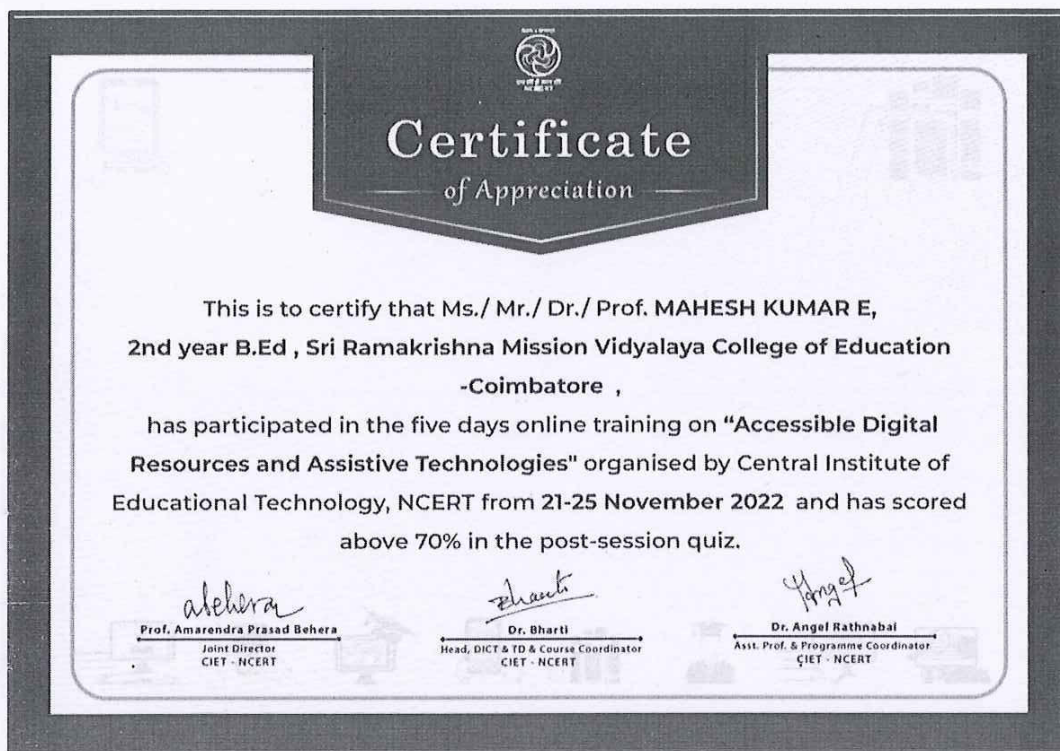 NCERT
Certificate
of Appreciation
This is to certify that Ms./ Mr./ Dr./ Prof. MAHESH KUMAR E,
2nd year B.Ed , Sri Ramakrishna Mission Vidyalaya College of Education
-Coimbatore ,
has participated in the five days online training on “Accessible Digital
Resources and Assistive Technologies" organised by Central Institute of
Educational Technology, NCERT from 21-25 November 2022 and has scored
above 70% in the post-session quiz.
Prof. Amarendra Prasad Behera
Joint Director
CIET - NCERT
Dr. Bharti
Head, DICT & TD & Course Coordinator
CIET - NCERT
Dr. Angel Rathnabai
Asst. Prof. & Programme Coordinator
CIET - NCERT